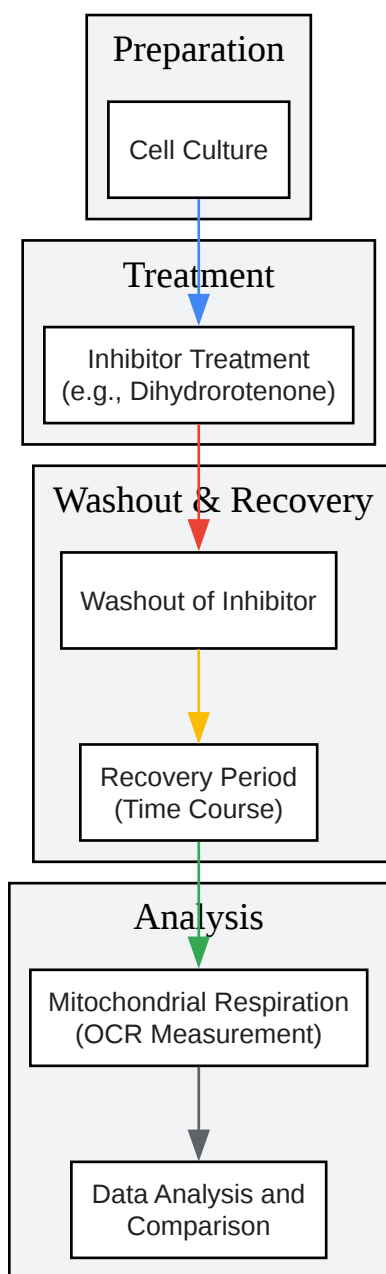 Preparation
Cell Culture
Treatment
Inhibitor Treatment
(e.g., Dihydrorotenone)
Washout & Recovery
Washout of Inhibitor
Recovery Period
(Time Course)
Analysis
Mitochondrial Respiration
(OCR Measurement)
Data Analysis and
Comparison